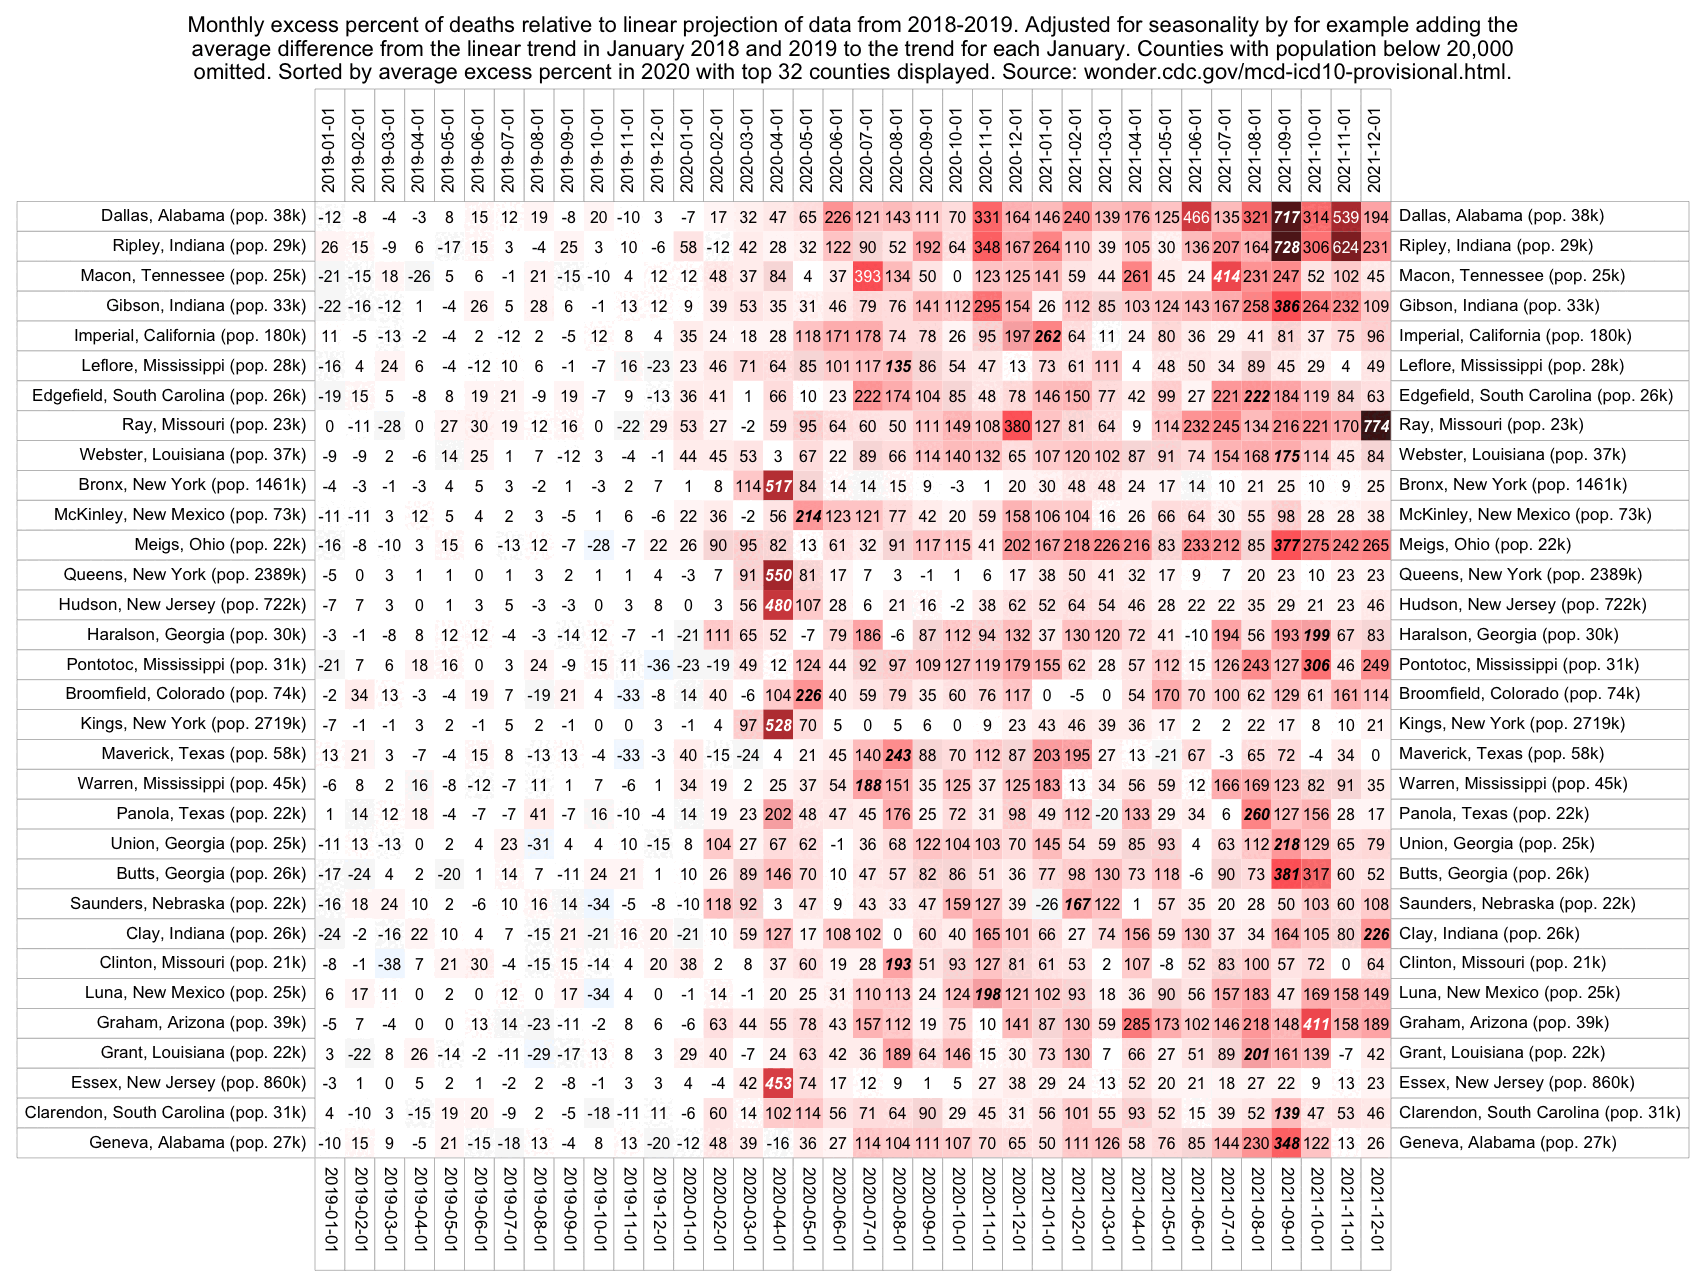 Monthly excess percent of deaths relative to linear projection of data from 2018-2019. Adjusted for seasonality by for example adding the
average difference from the linear trend in January 2018 and 2019 to the trend for each January. Counties with population below 20,000
omitted. Sorted by average excess percent in 2020 with top 32 counties displayed. Source: wonder.cdc.gov/mcd-icd10-provisional.html.
2019-01-01 2019-02-01 2019-03-01 2019-04-01 2019-05-01 2019-06-01 2019-07-01 2019-08-01 2019-09-01 2019-10-01 2019-11-01 2019-12-01 2020-01-01 2020-02-01 2020-03-01 2020-04-01 2020-05-01 2020-06-01 2020-07-01 2020-08-01 2020-09-01 2020-10-01 2020-11-01 2020-12-01 2021-01-01 2021-02-01 2021-03-01 2021-04-01 2021-05-01 2021-06-01 2021-07-01 2021-08-01 2021-09-01 2021-10-01 2021-11-01 2021-12-01
Dallas, Alabama (pop. 38k) -12 -8 -4 -3 8 15 12 19 -8 20 -10 3 -7 17 32 47 65 226 121 143 111 70 331 164 146 240 139 176 125 466 135 321 717 314 539 194 Dallas, Alabama (pop. 38k)
Ripley, Indiana (pop. 29k) 26 15 -9 6 -17 15 3 -4 25 3 10 -6 58 -12 42 28 32 122 90 52 192 64 348 167 264 110 39 105 30 136 207 164 728 306 624 231 Ripley, Indiana (pop. 29k)
Macon, Tennessee (pop. 25k) -21 -15 18 -26 5 6 -1 21 -15 -10 4 12 12 48 37 84 4 37 393 134 50 0 123 125 141 59 44 261 45 24 414 231 247 52 102 45 Macon, Tennessee (pop. 25k)
Gibson, Indiana (pop. 33k) -22 -16 -12 1 -4 26 5 28 6 -1 13 12 9 39 53 35 31 46 79 76 141 112 295 154 26 112 85 103 124 143 167 258 386 264 232 109 Gibson, Indiana (pop. 33k)
Imperial, California (pop. 180k) 11 -5 -13 -2 -4 2 -12 2 -5 12 8 4 35 24 18 28 118 171 178 74 78 26 95 197 262 64 11 24 80 36 29 41 81 37 75 96 Imperial, California (pop. 180k)
Leflore, Mississippi (pop. 28k) -16 4 24 6 -4 -12 10 6 -1 -7 16 -23 23 46 71 64 85 101 117 135 86 54 47 13 73 61 111 4 48 50 34 89 45 29 4 49 Leflore, Mississippi (pop. 28k)
Edgefield, South Carolina (pop. 26k) -19 15 5 -8 8 19 21 -9 19 -7 9 -13 36 41 1 66 10 23 222 174 104 85 48 78 146 150 77 42 99 27 221 222 184 119 84 63 Edgefield, South Carolina (pop. 26k)
Ray, Missouri (pop. 23k) 0 -11 -28 0 27 30 19 12 16 0 -22 29 53 27 -2 59 95 64 60 50 111 149 108 380 127 81 64 9 114 232 245 134 216 221 170 774 Ray, Missouri (pop. 23k)
Webster, Louisiana (pop. 37k) -9 -9 2 -6 14 25 1 7 -12 3 -4 -1 44 45 53 3 67 22 89 66 114 140 132 65 107 120 102 87 91 74 154 168 175 114 45 84 Webster, Louisiana (pop. 37k)
Bronx, New York (pop. 1461k) -4 -3 -1 -3 4 5 3 -2 1 -3 2 7 1 8 114 517 84 14 14 15 9 -3 1 20 30 48 48 24 17 14 10 21 25 10 9 25 Bronx, New York (pop. 1461k)
McKinley, New Mexico (pop. 73k) -11 -11 3 12 5 4 2 3 -5 1 6 -6 22 36 -2 56 214 123 121 77 42 20 59 158 106 104 16 26 66 64 30 55 98 28 28 38 McKinley, New Mexico (pop. 73k)
Meigs, Ohio (pop. 22k) -16 -8 -10 3 15 6 -13 12 -7 -28 -7 22 26 90 95 82 13 61 32 91 117 115 41 202 167 218 226 216 83 233 212 85 377 275 242 265 Meigs, Ohio (pop. 22k)
Queens, New York (pop. 2389k) -5 0 3 1 1 0 1 3 2 1 1 4 -3 7 91 550 81 17 7 3 -1 1 6 17 38 50 41 32 17 9 7 20 23 10 23 23 Queens, New York (pop. 2389k)
Hudson, New Jersey (pop. 722k) -7 7 3 0 1 3 5 -3 -3 0 3 8 0 3 56 480 107 28 6 21 16 -2 38 62 52 64 54 46 28 22 22 35 29 21 23 46 Hudson, New Jersey (pop. 722k)
Haralson, Georgia (pop. 30k) -3 -1 -8 8 12 12 -4 -3 -14 12 -7 -1 -21 111 65 52 -7 79 186 -6 87 112 94 132 37 130 120 72 41 -10 194 56 193 199 67 83 Haralson, Georgia (pop. 30k)
Pontotoc, Mississippi (pop. 31k) -21 7 6 18 16 0 3 24 -9 15 11 -36 -23 -19 49 12 124 44 92 97 109 127 119 179 155 62 28 57 112 15 126 243 127 306 46 249 Pontotoc, Mississippi (pop. 31k)
Broomfield, Colorado (pop. 74k) -2 34 13 -3 -4 19 7 -19 21 4 -33 -8 14 40 -6 104 226 40 59 79 35 60 76 117 0 -5 0 54 170 70 100 62 129 61 161 114 Broomfield, Colorado (pop. 74k)
Kings, New York (pop. 2719k) -7 -1 -1 3 2 -1 5 2 -1 0 0 3 -1 4 97 528 70 5 0 5 6 0 9 23 43 46 39 36 17 2 2 22 17 8 10 21 Kings, New York (pop. 2719k)
Maverick, Texas (pop. 58k) 13 21 3 -7 -4 15 8 -13 13 -4 -33 -3 40 -15 -24 4 21 45 140 243 88 70 112 87 203 195 27 13 -21 67 -3 65 72 -4 34 0 Maverick, Texas (pop. 58k)
Warren, Mississippi (pop. 45k) -6 8 2 16 -8 -12 -7 11 1 7 -6 1 34 19 2 25 37 54 188 151 35 125 37 125 183 13 34 56 59 12 166 169 123 82 91 35 Warren, Mississippi (pop. 45k)
Panola, Texas (pop. 22k) 1 14 12 18 -4 -7 -7 41 -7 16 -10 -4 14 19 23 202 48 47 45 176 25 72 31 98 49 112 -20 133 29 34 6 260 127 156 28 17 Panola, Texas (pop. 22k)
Union, Georgia (pop. 25k) -11 13 -13 0 2 4 23 -31 4 4 10 -15 8 104 27 67 62 -1 36 68 122 104 103 70 145 54 59 85 93 4 63 112 218 129 65 79 Union, Georgia (pop. 25k)
Butts, Georgia (pop. 26k) -17 -24 4 2 -20 1 14 7 -11 24 21 1 10 26 89 146 70 10 47 57 82 86 51 36 77 98 130 73 118 -6 90 73 381 317 60 52 Butts, Georgia (pop. 26k)
Saunders, Nebraska (pop. 22k) -16 18 24 10 2 -6 10 16 14 -34 -5 -8 -10 118 92 3 47 9 43 33 47 159 127 39 -26 167 122 1 57 35 20 28 50 103 60 108 Saunders, Nebraska (pop. 22k)
Clay, Indiana (pop. 26k) -24 -2 -16 22 10 4 7 -15 21 -21 16 20 -21 10 59 127 17 108 102 0 60 40 165 101 66 27 74 156 59 130 37 34 164 105 80 226 Clay, Indiana (pop. 26k)
Clinton, Missouri (pop. 21k) -8 -1 -38 7 21 30 -4 -15 15 -14 4 20 38 2 8 37 60 19 28 193 51 93 127 81 61 53 2 107 -8 52 83 100 57 72 0 64 Clinton, Missouri (pop. 21k)
Luna, New Mexico (pop. 25k) 6 17 11 0 2 0 12 0 17 -34 4 0 -1 14 -1 20 25 31 110 113 24 124 198 121 102 93 18 36 90 56 157 183 47 169 158 149 Luna, New Mexico (pop. 25k)
Graham, Arizona (pop. 39k) -5 7 -4 0 0 13 14 -23 -11 -2 8 6 -6 63 44 55 78 43 157 112 19 75 10 141 87 130 59 285 173 102 146 218 148 411 158 189 Graham, Arizona (pop. 39k)
Grant, Louisiana (pop. 22k) 3 -22 8 26 -14 -2 -11 -29 -17 13 8 3 29 40 -7 24 63 42 36 189 64 146 15 30 73 130 7 66 27 51 89 201 161 139 -7 42 Grant, Louisiana (pop. 22k)
Essex, New Jersey (pop. 860k) -3 1 0 5 2 1 -2 2 -8 -1 3 3 4 -4 42 453 74 17 12 9 1 5 27 38 29 24 13 52 20 21 18 27 22 9 13 23 Essex, New Jersey (pop. 860k)
Clarendon, South Carolina (pop. 31k) 4 -10 3 -15 19 20 -9 2 -5 -18 -11 11 -6 60 14 102 114 56 71 64 90 29 45 31 56 101 55 93 52 15 39 52 139 47 53 46 Clarendon, South Carolina (pop. 31k)
Geneva, Alabama (pop. 27k) -10 15 9 -5 21 -15 -18 13 -4 8 13 -20 -12 48 39 -16 36 27 114 104 111 107 70 65 50 111 126 58 76 85 144 230 348 122 13 26 Geneva, Alabama (pop. 27k)
2019-01-01 2019-02-01 2019-03-01 2019-04-01 2019-05-01 2019-06-01 2019-07-01 2019-08-01 2019-09-01 2019-10-01 2019-11-01 2019-12-01 2020-01-01 2020-02-01 2020-03-01 2020-04-01 2020-05-01 2020-06-01 2020-07-01 2020-08-01 2020-09-01 2020-10-01 2020-11-01 2020-12-01 2021-01-01 2021-02-01 2021-03-01 2021-04-01 2021-05-01 2021-06-01 2021-07-01 2021-08-01 2021-09-01 2021-10-01 2021-11-01 2021-12-01